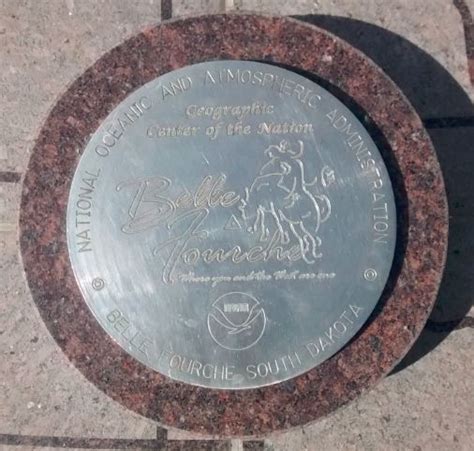 NATIONAL OCEANIC AND ATMOSPHERIC ADMINISTRATION
Geographic
Center of the Nation
Belle
Fourche
Where you and the West are one
© BELLE FOURCHE SOUTH DAKOTA ©